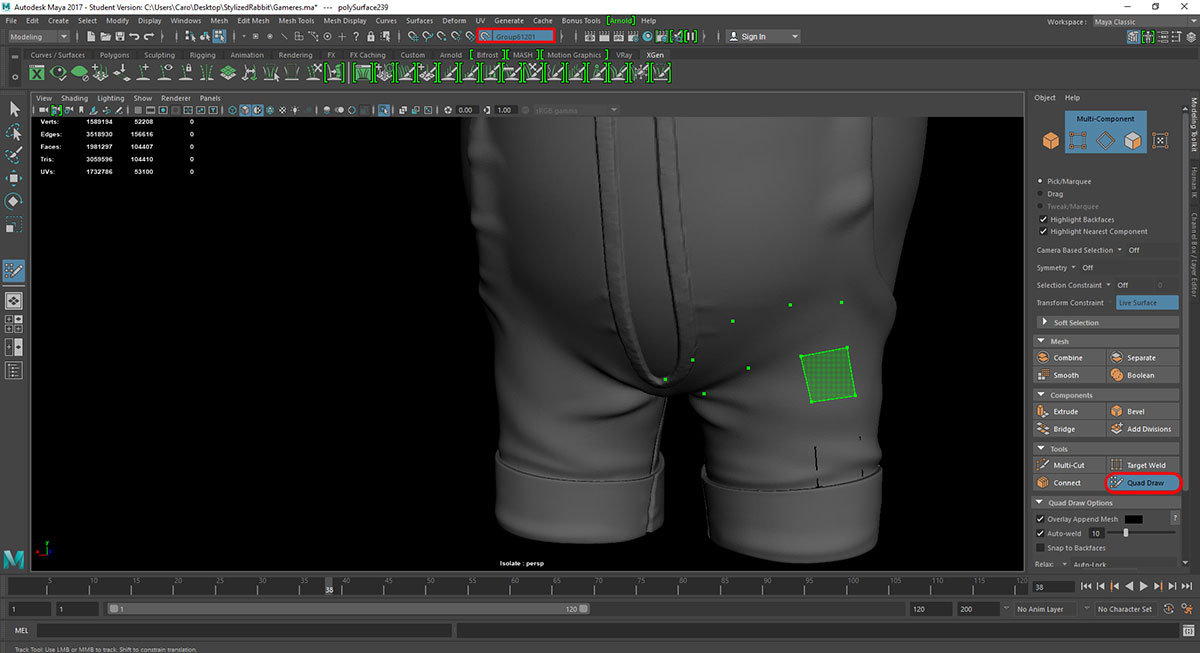 Autodesk Maya 2017 - Student Version: C:\Users\Caro\Desktop\StylizedRabbit\Gameres.ma* --- polySurface239
File Edit Create Select Modify Display Windows Mesh Edit Mesh Mesh Tools Mesh Display Curves Surfaces Deform UV Generate Cache Bonus Tools [Arnold] Help
Workspace : Maya Classic
Modeling
Group61201
Sign In
Curves / Surfaces Polygons Sculpting Rigging Animation Rendering FX FX Caching Custom Arnold Bifrost MASH Motion Graphics VRay XGen
View Shading Lighting Show Renderer Panels
0.00 1.00 sRGB gamma
Verts: 1589194 52208 0
Edges: 3518930 156616 0
Faces: 1981297 104407 0
Tris: 3059596 104410 0
UVs: 1732786 53100 0
Isolate : persp
Object Help
Multi-Component
Pick/Marquee
Drag
Tweak/Marquee
Highlight Backfaces
Highlight Nearest Component
Camera Based Selection Off
Symmetry Off
Selection Constraint Off 0
Transform Constraint Live Surface
Soft Selection
Mesh
Combine Separate
Smooth Boolean
Components
Extrude Bevel
Bridge Add Divisions
Tools
Multi-Cut Target Weld
Connect Quad Draw
Quad Draw Options
Overlay Append Mesh ?
Auto-weld 10
Snap to Backfaces
Relax: Auto-Lock
Modeling Toolkit
Human IK
Channel Box / Layer Editor
5 10 15 20 25 30 35 38 40 45 50 55 60 65 70 75 80 85 90 95 100 105 110 115 120
38
1 1 1 120 120 200 No Anim Layer No Character Set
MEL
Track Tool: Use LMB or MMB to track. Shift to constrain translation.